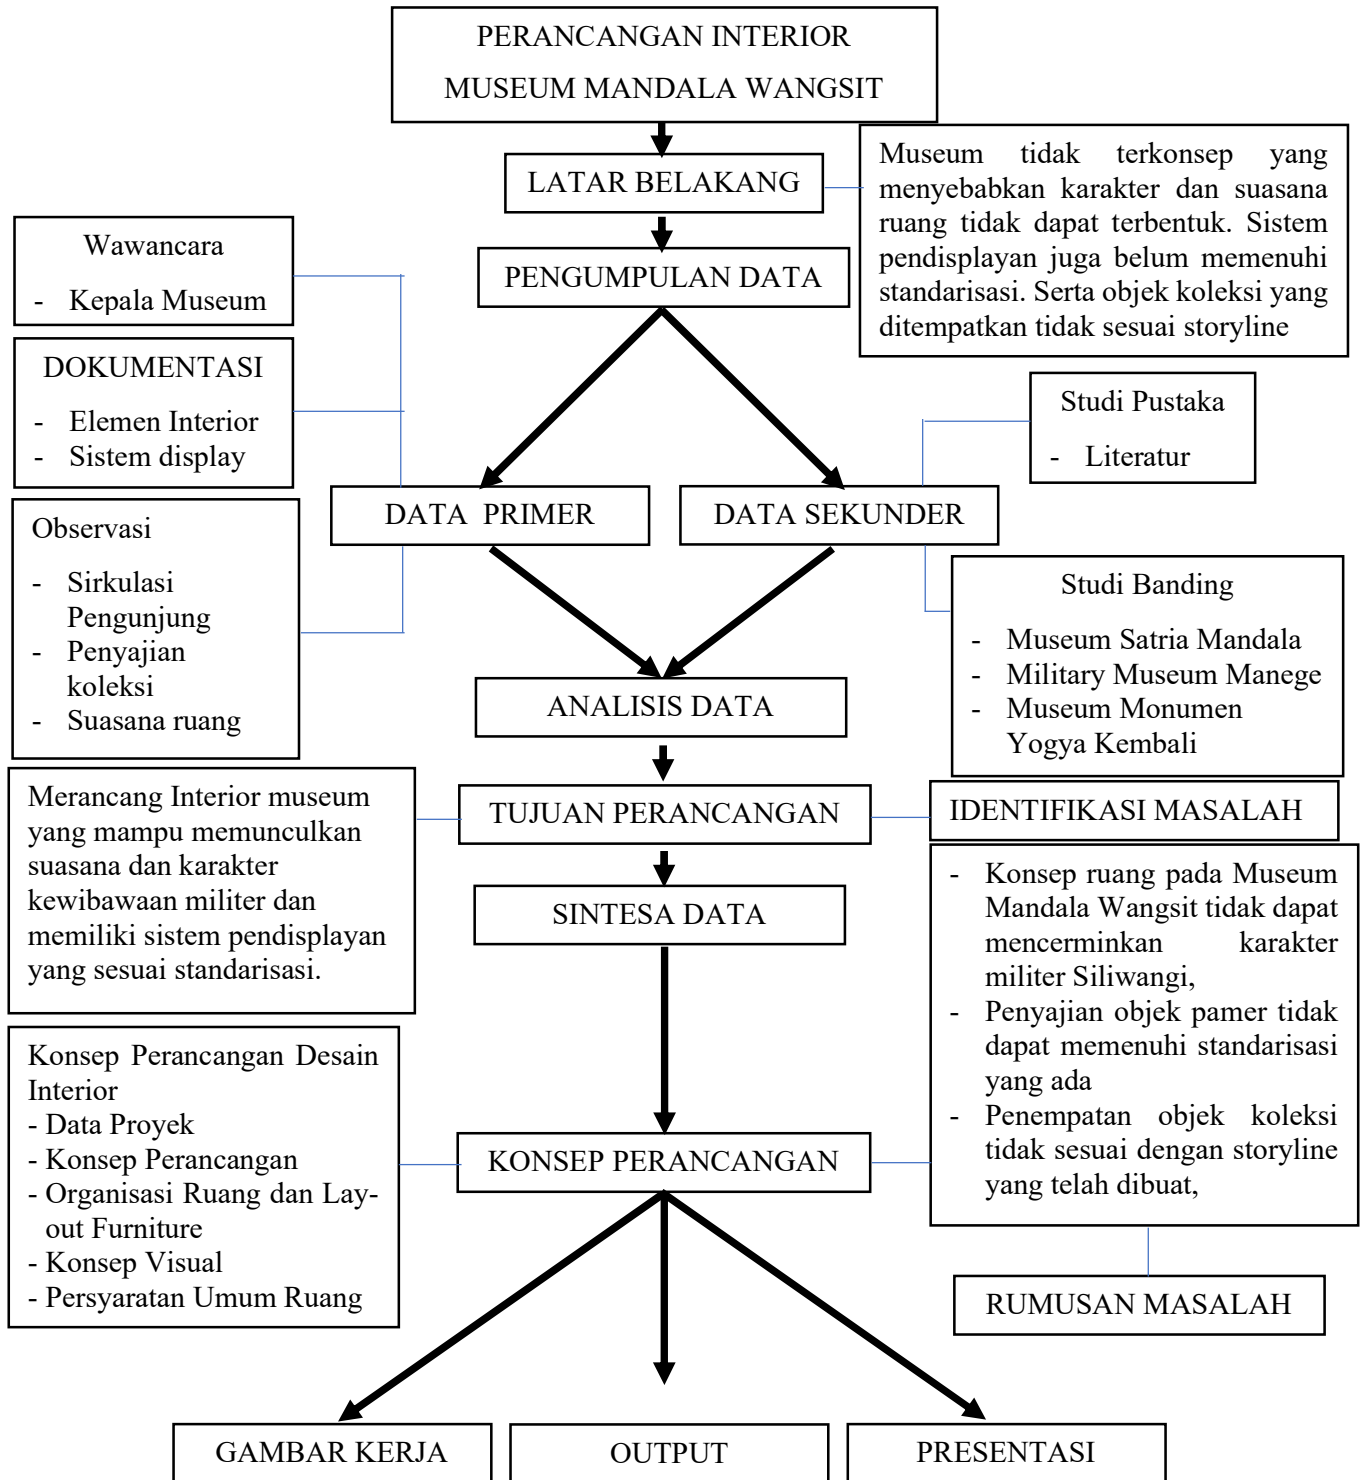 PERANCANGAN INTERIOR
MUSEUM MANDALA WANGSIT
LATAR BELAKANG
Museum tidak terkonsep yang
menyebabkan karakter dan suasana
ruang tidak dapat terbentuk. Sistem
pendisplayan juga belum memenuhi
standarisasi. Serta objek koleksi yang
ditempatkan tidak sesuai storyline
PENGUMPULAN DATA
Wawancara
- Kepala Museum
DOKUMENTASI
- Elemen Interior
- Sistem display
Studi Pustaka
- Literatur
DATA PRIMER
DATA SEKUNDER
Observasi
- Sirkulasi
Pengunjung
- Penyajian
koleksi
- Suasana ruang
Studi Banding
- Museum Satria Mandala
- Military Museum Manege
- Museum Monumen
Yogya Kembali
ANALISIS DATA
TUJUAN PERANCANGAN
Merancang Interior museum
yang mampu memunculkan
suasana dan karakter
kewibawaan militer dan
memiliki sistem pendisplayan
yang sesuai standarisasi.
IDENTIFIKASI MASALAH
- Konsep ruang pada Museum
Mandala Wangsit tidak dapat
mencerminkan karakter
militer Siliwangi,
- Penyajian objek pamer tidak
dapat memenuhi standarisasi
yang ada
- Penempatan objek koleksi
tidak sesuai dengan storyline
yang telah dibuat,
SINTESA DATA
Konsep Perancangan Desain
Interior
- Data Proyek
- Konsep Perancangan
- Organisasi Ruang dan Lay-
out Furniture
- Konsep Visual
- Persyaratan Umum Ruang
KONSEP PERANCANGAN
RUMUSAN MASALAH
GAMBAR KERJA
OUTPUT
PRESENTASI